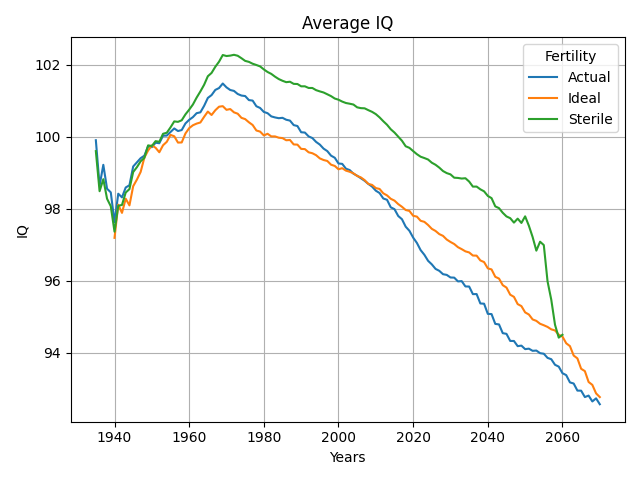 Average IQ
Fertility
Actual
Ideal
Sterile
IQ
102
100
98
96
94
1940
1960
1980
2000
2020
2040
2060
Years